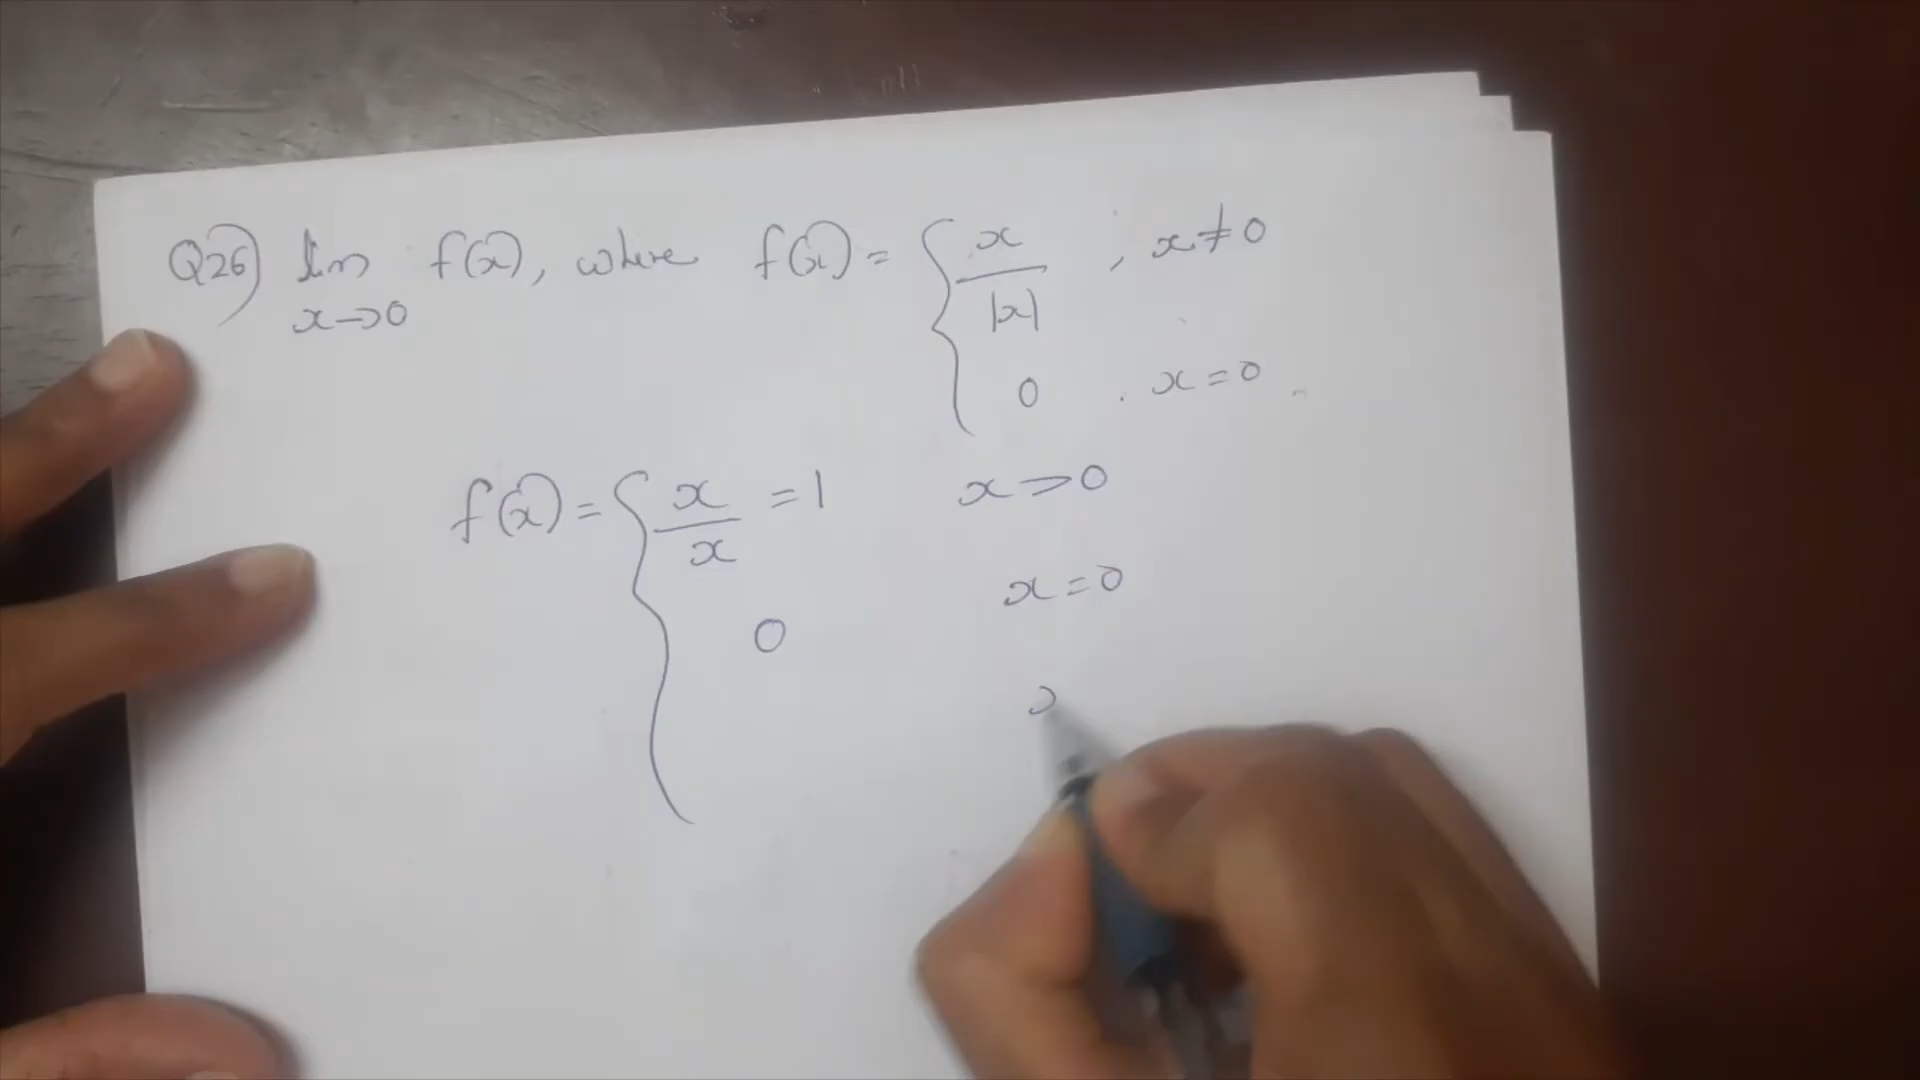 Q26) lim f(x), where f(x) = { x / |x| , x≠0
x→0
0 , x=0
f(x) = { x / x = 1 x>0
0 x=0